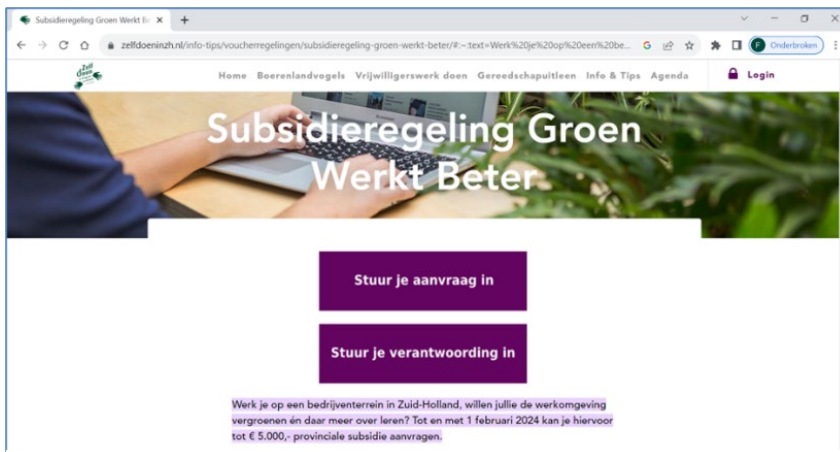 Subsidieregeling Groen Werkt Be
zelfdoeninzh.nl/info-tips/voucherregelingen/subsidieregeling-groen-werkt-beter/#:~:text=Werk%20je%20op%20een%20be...
Onderbroken
Zelf Doen
Home Boerenlandvogels Vrijwilligerswerk doen Gereedschapuitleen Info & Tips Agenda Login
Subsidieregeling Groen
Werkt Beter
Stuur je aanvraag in
Stuur je verantwoording in
Werk je op een bedrijventerrein in Zuid-Holland, willen jullie de werkomgeving
vergroenen én daar meer over leren? Tot en met 1 februari 2024 kan je hiervoor
tot € 5.000,- provinciale subsidie aanvragen.